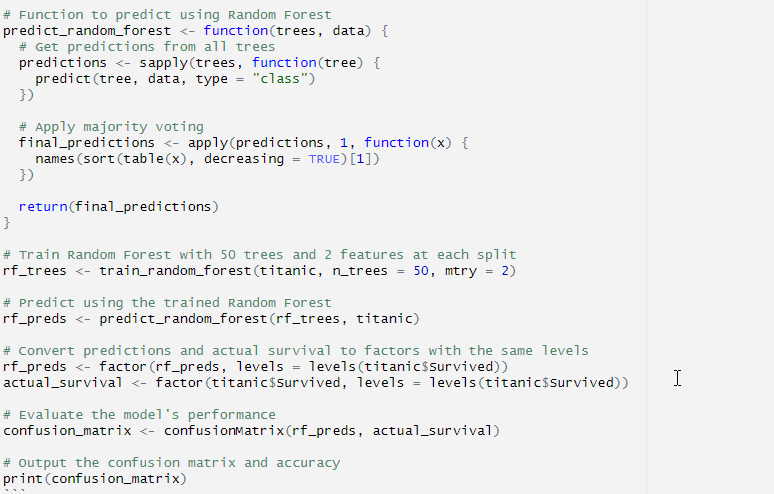 # Function to predict using Random Forest
predict_random_forest <- function(trees, data) {
  # Get predictions from all trees
  predictions <- sapply(trees, function(tree) {
    predict(tree, data, type = "class")
  })

  # Apply majority voting
  final_predictions <- apply(predictions, 1, function(x) {
    names(sort(table(x), decreasing = TRUE)[1])
  })

  return(final_predictions)
}

# Train Random Forest with 50 trees and 2 features at each split
rf_trees <- train_random_forest(titanic, n_trees = 50, mtry = 2)

# Predict using the trained Random Forest
rf_preds <- predict_random_forest(rf_trees, titanic)

# Convert predictions and actual survival to factors with the same levels
rf_preds <- factor(rf_preds, levels = levels(titanic$Survived))
actual_survival <- factor(titanic$Survived, levels = levels(titanic$Survived))

# Evaluate the model's performance
confusion_matrix <- confusionMatrix(rf_preds, actual_survival)

# Output the confusion matrix and accuracy
print(confusion_matrix)
```